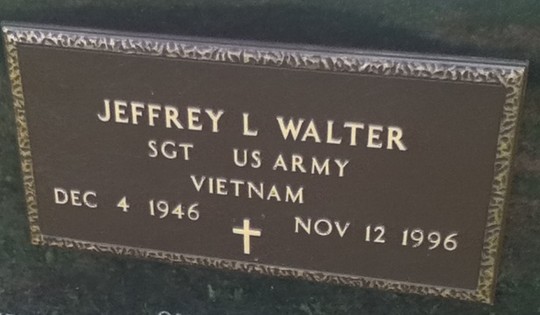 JEFFREY L WALTER
SGT US ARMY
VIETNAM
DEC 4 1946 NOV 12 1996